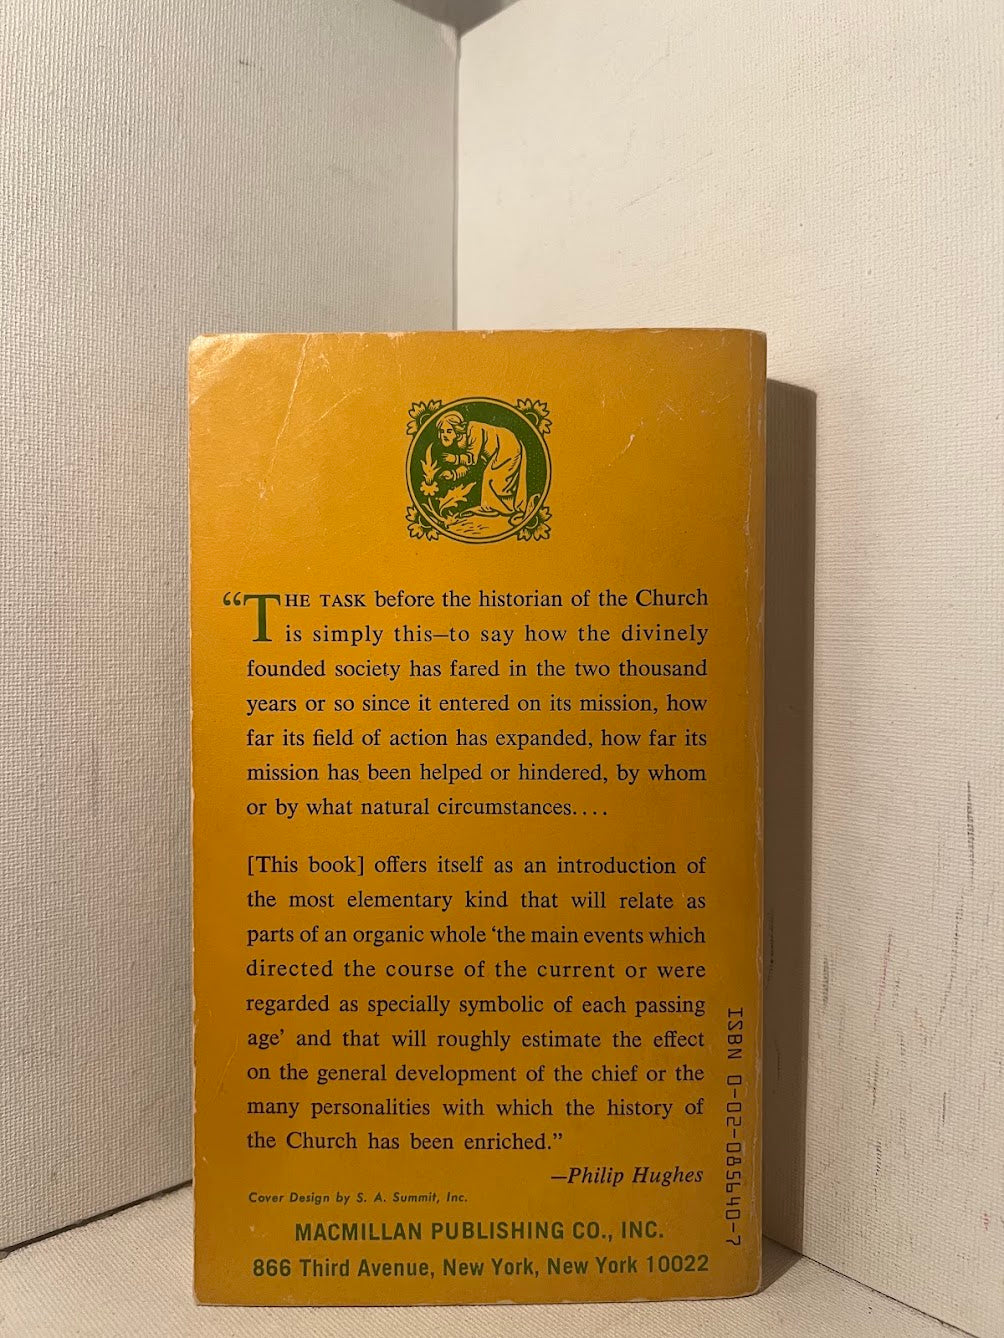 “THE TASK before the historian of the Church
is simply this—to say how the divinely
founded society has fared in the two thousand
years or so since it entered on its mission, how
far its field of action has expanded, how far its
mission has been helped or hindered, by whom
or by what natural circumstances. . . .
[This book] offers itself as an introduction of
the most elementary kind that will relate as
parts of an organic whole ‘the main events which
directed the course of the current or were
regarded as specially symbolic of each passing
age’ and that will roughly estimate the effect
on the general development of the chief or the
many personalities with which the history of
the Church has been enriched.”
—Philip Hughes
Cover Design by S. A. Summit, Inc.
MACMILLAN PUBLISHING CO., INC.
866 Third Avenue, New York, New York 10022
ISBN 0-02-085640-7